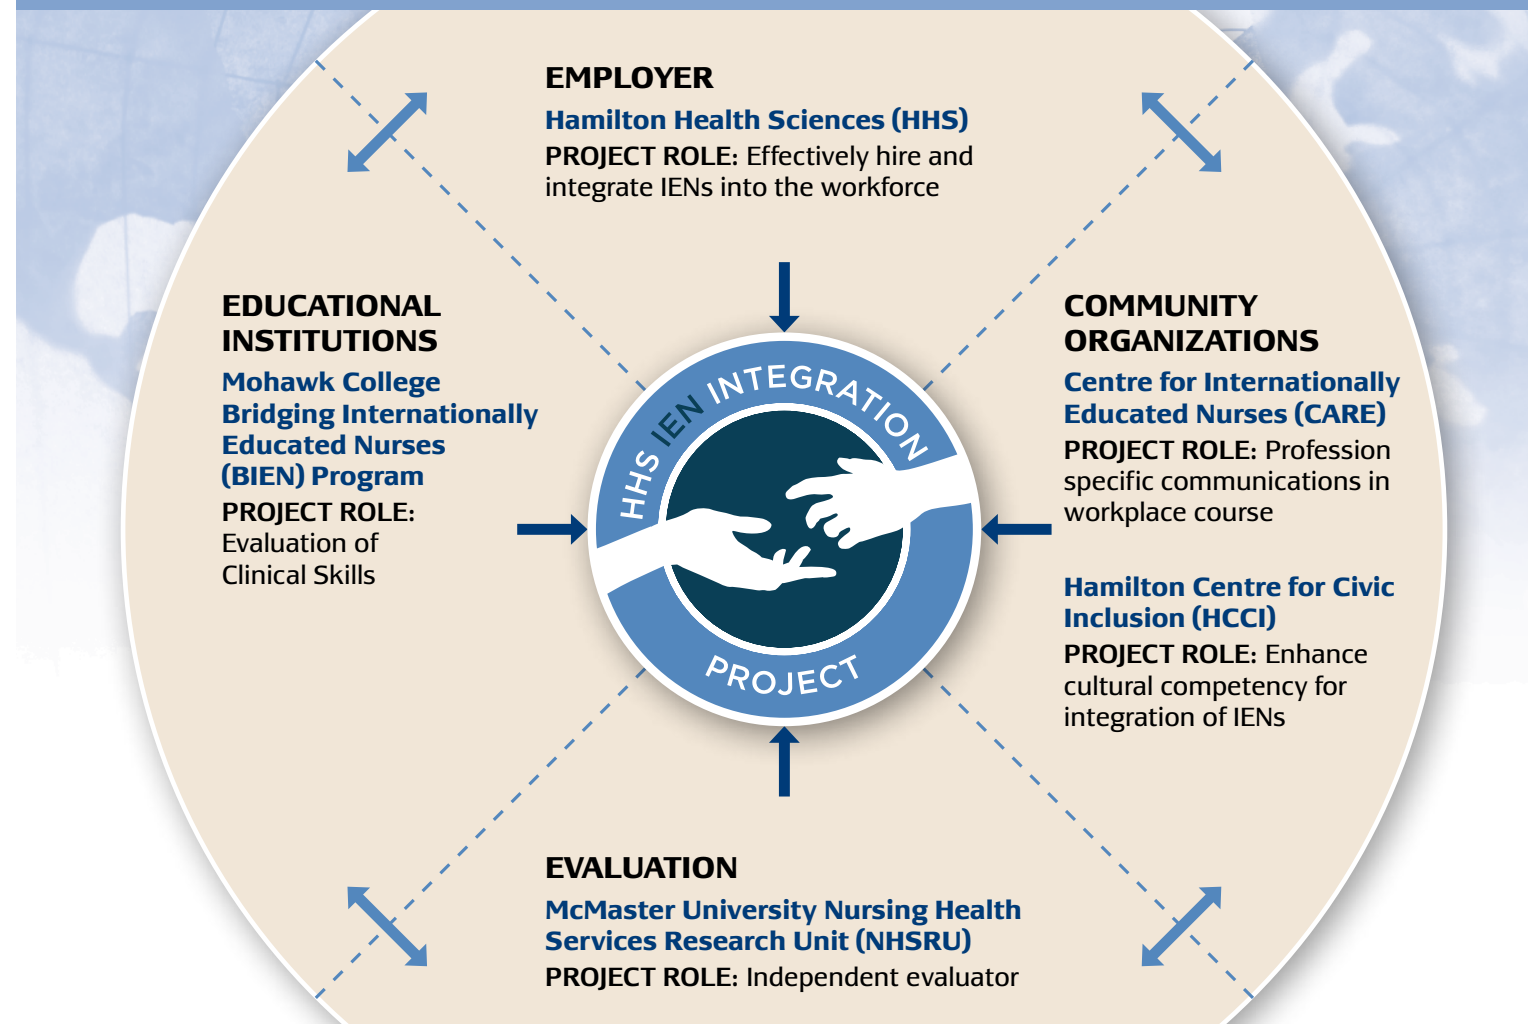 EMPLOYER
Hamilton Health Sciences (HHS)
PROJECT ROLE: Effectively hire and
integrate IENs into the workforce
EDUCATIONAL
INSTITUTIONS
Mohawk College
Bridging Internationally
Educated Nurses
(BIEN) Program
PROJECT ROLE:
Evaluation of
Clinical Skills
HHS IEN INTEGRATION
PROJECT
COMMUNITY
ORGANIZATIONS
Centre for Internationally
Educated Nurses (CARE)
PROJECT ROLE: Profession
specific communications in
workplace course
Hamilton Centre for Civic
Inclusion (HCCI)
PROJECT ROLE: Enhance
cultural competency for
integration of IENs
EVALUATION
McMaster University Nursing Health
Services Research Unit (NHSRU)
PROJECT ROLE: Independent evaluator